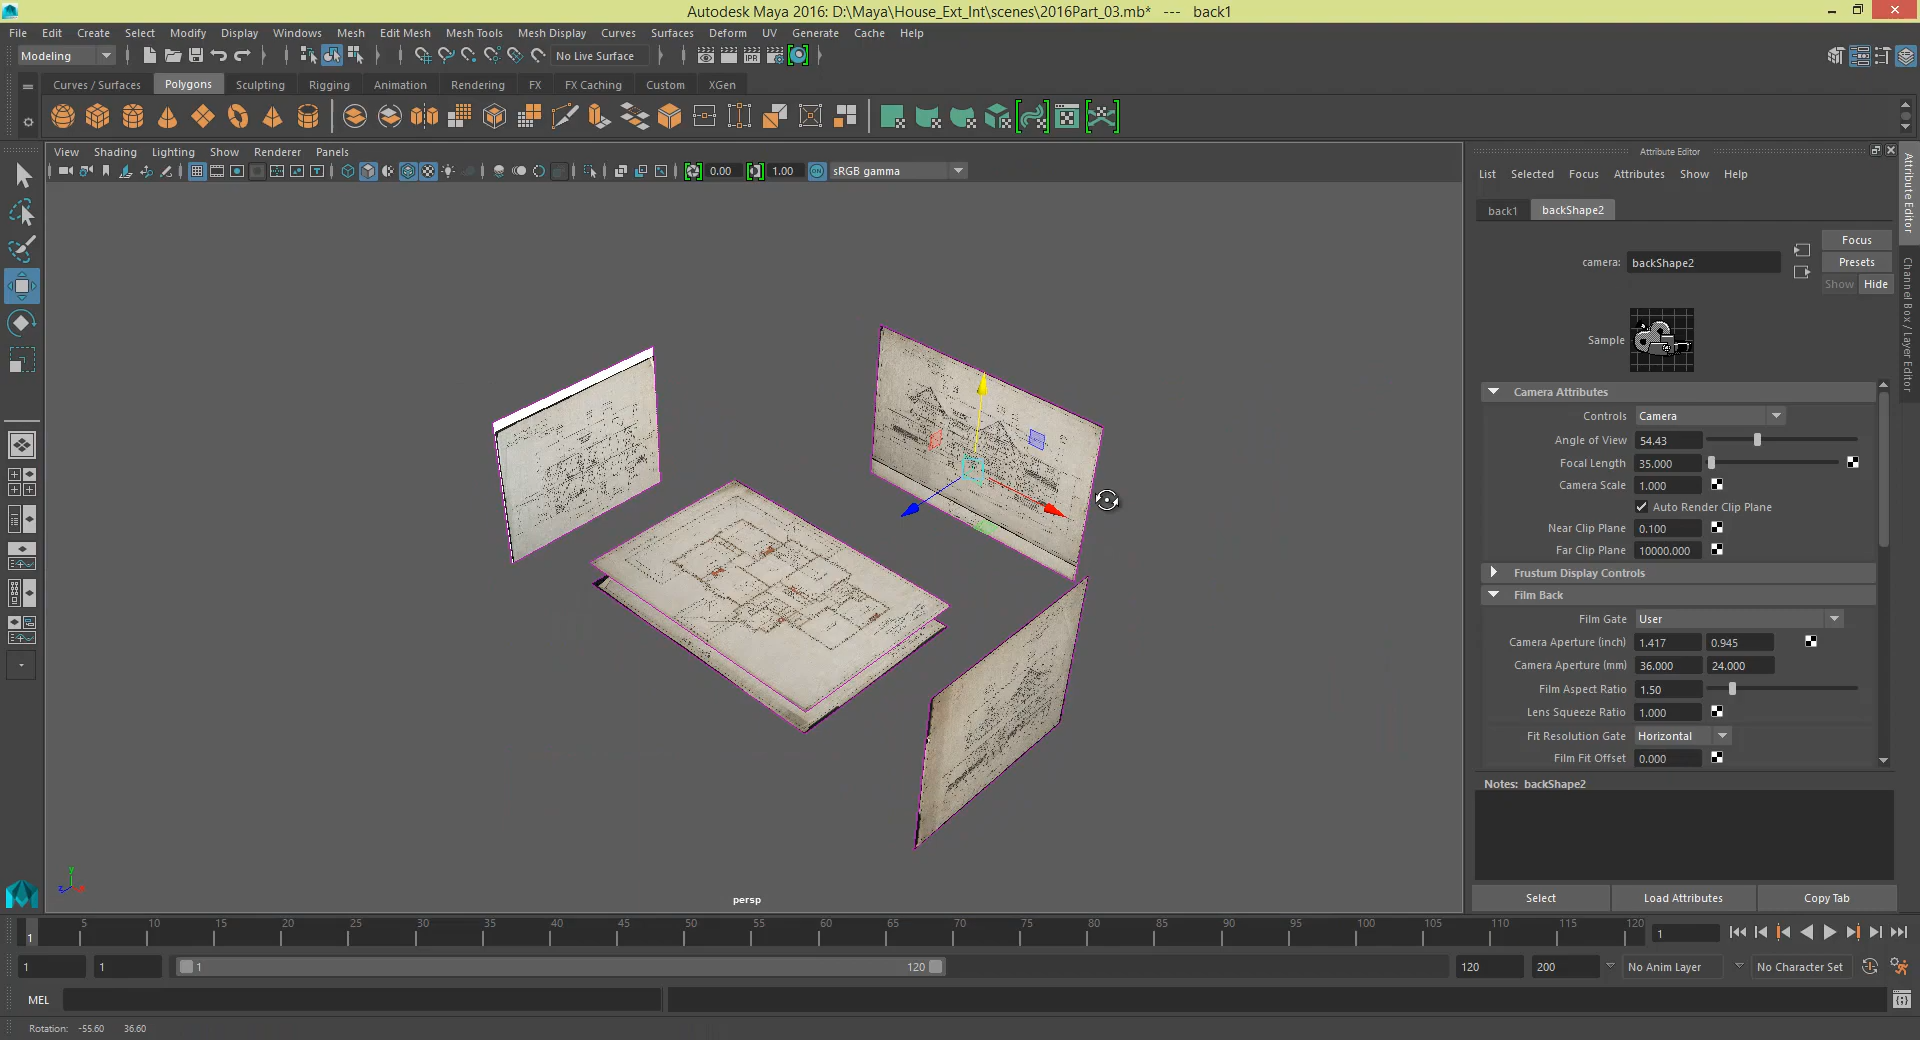 Autodesk Maya 2016: D:\Maya\House_Ext_Int\scenes\2016Part_03.mb* --- back1
File Edit Create Select Modify Display Windows Mesh Edit Mesh Mesh Tools Mesh Display Curves Surfaces Deform UV Generate Cache Help
Modeling No Live Surface
Curves / Surfaces Polygons Sculpting Rigging Animation Rendering FX FX Caching Custom XGen
View Shading Lighting Show Renderer Panels
0.00 1.00 ON sRGB gamma
persp
Attribute Editor
List Selected Focus Attributes Show Help
back1 backShape2
Focus
camera: backShape2 Presets
Show Hide
Sample
Camera Attributes
Controls Camera
Angle of View 54.43
Focal Length 35.000
Camera Scale 1.000
Auto Render Clip Plane
Near Clip Plane 0.100
Far Clip Plane 10000.000
Frustum Display Controls
Film Back
Film Gate User
Camera Aperture (inch) 1.417 0.945
Camera Aperture (mm) 36.000 24.000
Film Aspect Ratio 1.50
Lens Squeeze Ratio 1.000
Fit Resolution Gate Horizontal
Film Fit Offset 0.000
Notes: backShape2
Select Load Attributes Copy Tab
Attribute Editor
Channel Box / Layer Editor
1 5 10 15 20 25 30 35 40 45 50 55 60 65 70 75 80 85 90 95 100 105 110 115 120 1
1 1 1 120 120 200 No Anim Layer No Character Set
MEL
Rotation: -55.60 36.60